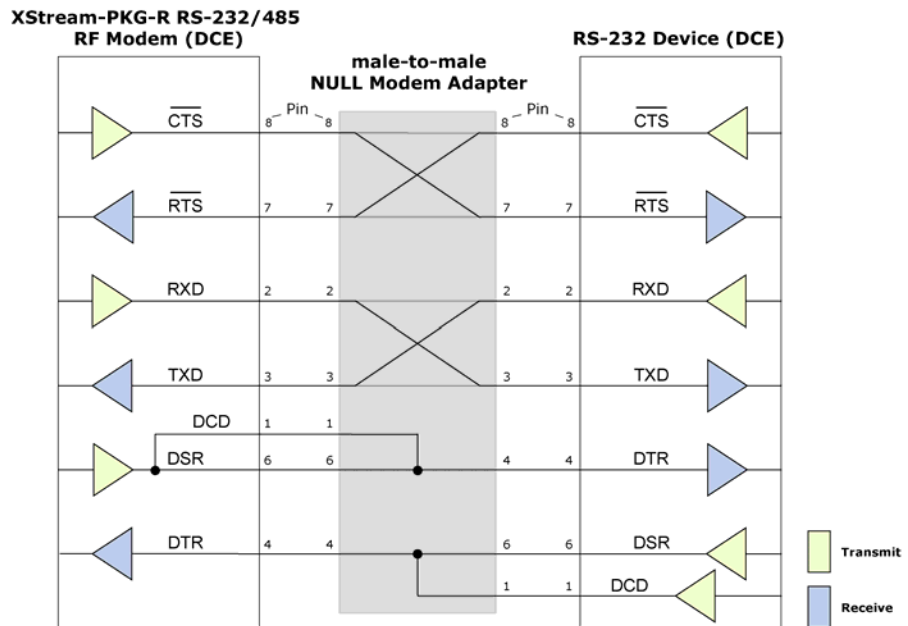 XStream-PKG-R RS-232/485
RF Modem (DCE)
male-to-male
NULL Modem Adapter
RS-232 Device (DCE)
CTS 8 Pin 8 8 Pin 8 CTS
RTS 7 7 7 7 RTS
RXD 2 2 2 2 RXD
TXD 3 3 3 3 TXD
DCD 1 1
DSR 6 6 4 4 DTR
DTR 4 4 6 6 DSR
1 1 DCD
Transmit
Receive